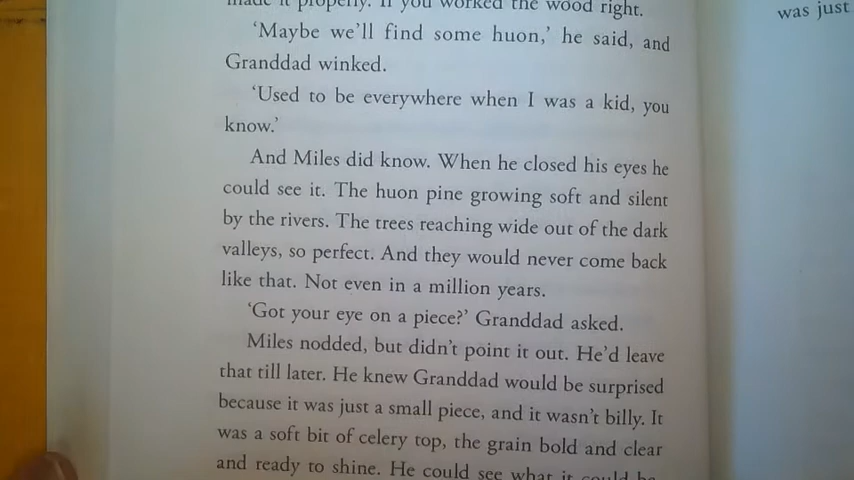 made it properly. If you worked the wood right.
‘Maybe we’ll find some huon,’ he said, and
Granddad winked.
‘Used to be everywhere when I was a kid, you
know.’
And Miles did know. When he closed his eyes he
could see it. The huon pine growing soft and silent
by the rivers. The trees reaching wide out of the dark
valleys, so perfect. And they would never come back
like that. Not even in a million years.
‘Got your eye on a piece?’ Granddad asked.
Miles nodded, but didn’t point it out. He’d leave
that till later. He knew Granddad would be surprised
because it was just a small piece, and it wasn’t billy. It
was a soft bit of celery top, the grain bold and clear
and ready to shine. He could see what it could be
was just